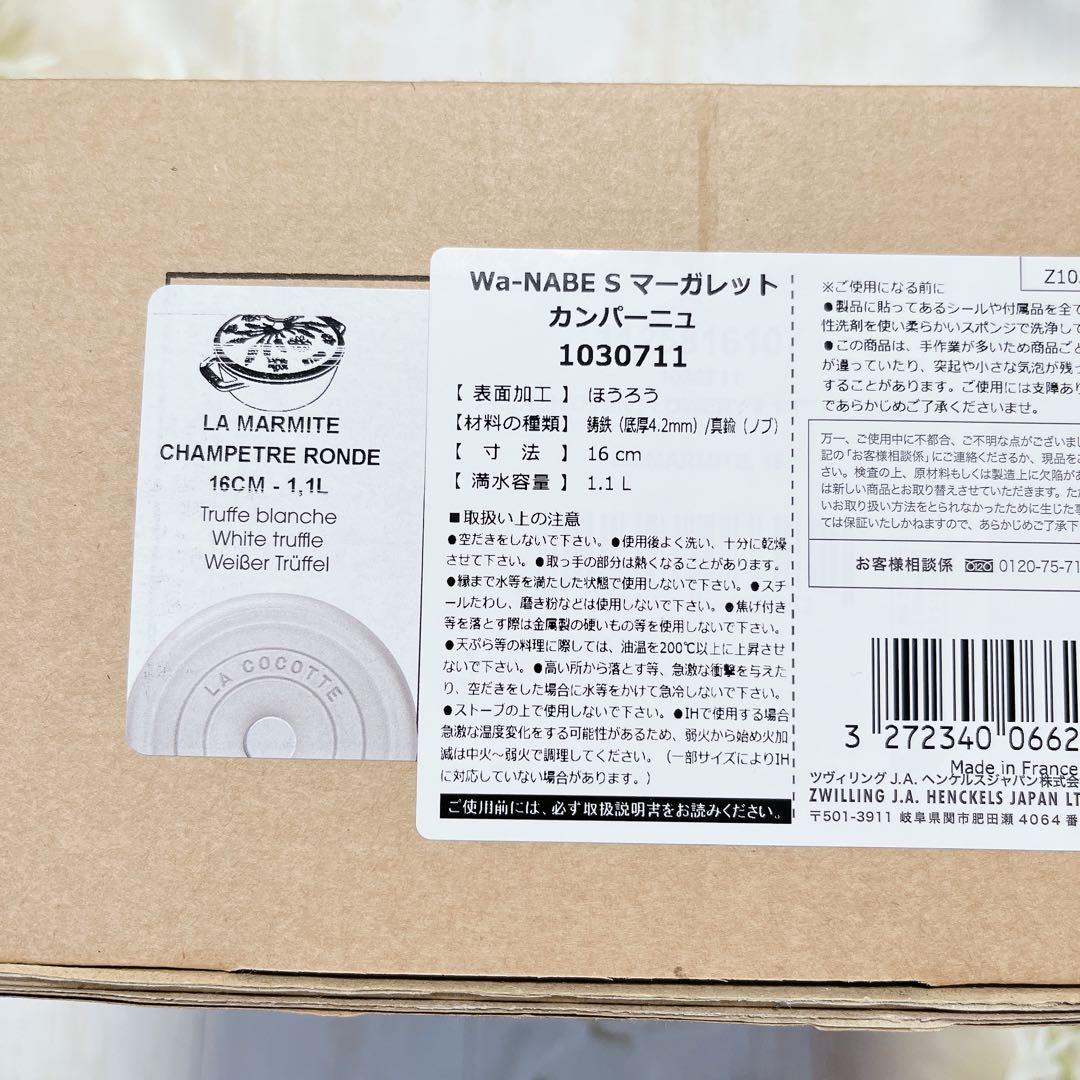 LA MARMITE
CHAMPETRE RONDE
16CM - 1,1L
Truffe blanche
White truffle
Weißer Trüffel
LA COCOTTE
Wa-NABE S マーガレット
カンパーニュ
1030711
【 表面加工 】 ほうろう
【材料の種類】 鋳鉄（底厚4.2mm）/真鍮（ノブ）
【 寸 法 】 16 cm
【 満水容量 】 1.1 L
■取扱い上の注意
●空だきをしないで下さい。●使用後よく洗い、十分に乾燥
させて下さい。●取っ手の部分は熱くなることがあります。
●縁まで水等を満たした状態で使用しないで下さい。●スチ
ールたわし、磨き粉などは使用しないで下さい。●焦げ付き
等を落とす際は金属製の硬いもの等を使用しないで下さい。
●天ぷら等の料理に際しては、油温を200℃以上に上昇させ
ないで下さい。●高い所から落とす等、急激な衝撃を与えた
り、空だきをした場合に水等をかけて急冷しないで下さい。
●ストーブの上で使用しないで下さい。●IHで使用する場合
急激な温度変化をする可能性があるため、弱火から始め火加
減は中火～弱火で調理してください。（一部サイズによりIH
に対応していない場合があります。）
ご使用前には、必ず取扱説明書をお読みください。
Z10
※ご使用になる前に
●製品に貼ってあるシールや付属品を全て
性洗剤を使い柔らかいスポンジで洗浄して
●この商品は、手作業が多いため商品ごと
が違っていたり、突起や小さな気泡が残っ
することがあります。ご使用には支障あり
であらかじめご了承くださいませ。
万一、ご使用中に不都合、ご不明な点がございまし
記の「お客様相談係」にご連絡くださるか、現品をご
さい。検査の上、原材料もしくは製造上に欠陥があ
は新しい商品とお取り替えさせていただきます。ただ
いお取り扱い方法をとられなかったために生じた事
ては保証いたしかねますので、あらかじめご了承下
お客様相談係 0120-75-71
3 272340 0662
Made in France
ツヴィリング J.A. ヘンケルスジャパン株式会
ZWILLING J.A. HENCKELS JAPAN LT
〒501-3911 岐阜県関市肥田瀬 4064 番